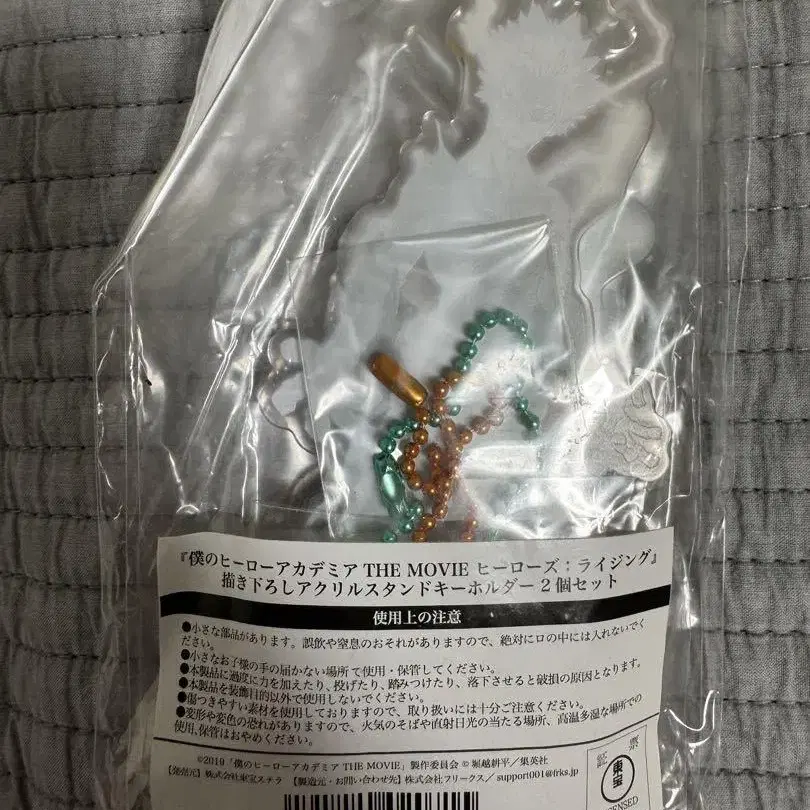 『僕のヒーローアカデミア THE MOVIE ヒーローズ：ライジング』
描き下ろしアクリルスタンドキーホルダー２個セット
使用上の注意
●小さな部品があります。誤飲や窒息のおそれがありますので、絶対に口の中には入れないでく
ださい。
●小さなお子様の手の届かない場所で使用・保管してください。
●本製品に過度に力を加えたり、投げたり、踏みつけたり、落下させると破損の原因となります。
●本製品を装飾目的以外で使用しないでください。
●傷つきやすい素材を使用しておりますので、取り扱いには十分ご注意ください。
●変形や変色の恐れがありますので、火気のそばや直射日光の当たる場所、高温多湿な場所での
使用、保管はおやめください。
©2019「僕のヒーローアカデミア THE MOVIE」製作委員会 © 堀越耕平／集英社
【発売元】株式会社東宝ステラ 【製造元・お問い合わせ先】株式会社フリークス／ support001@frks.jp
証 票
東宝
LICENSED